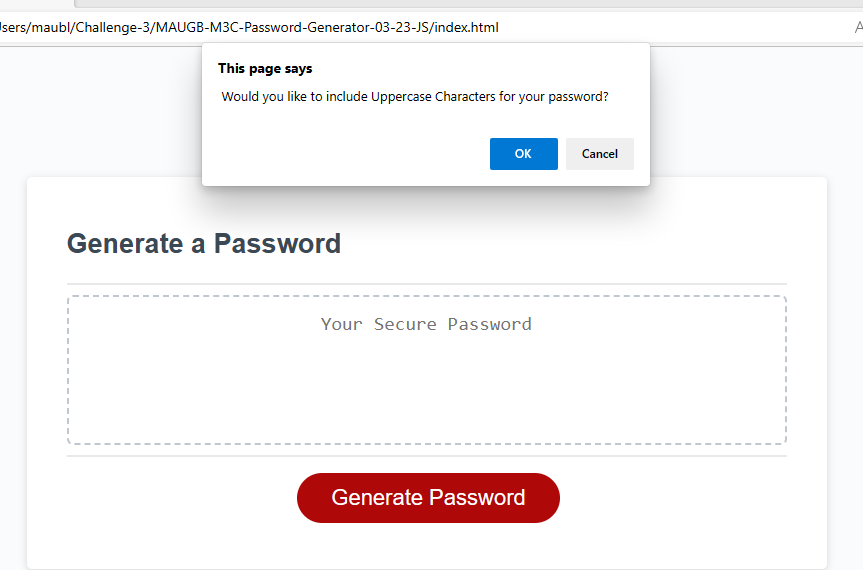 sers/maubl/Challenge-3/MAUGB-M3C-Password-Generator-03-23-JS/index.html
This page says
Would you like to include Uppercase Characters for your password?
OK
Cancel
Generate a Password
Your Secure Password
Generate Password